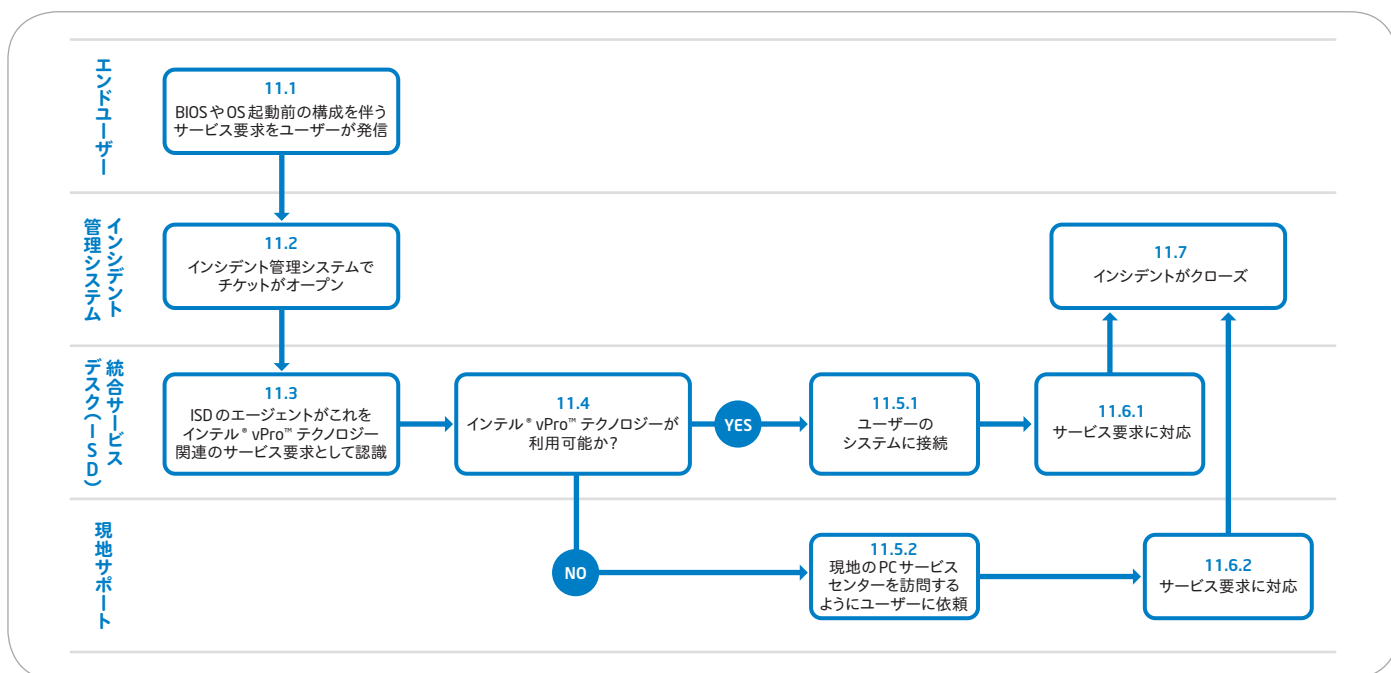 エンドユーザー
11.1
BIOSやOS起動前の構成を伴う
サービス要求をユーザーが発信
インシデント
管理システム
11.2
インシデント管理システムで
チケットがオープン
11.7
インシデントがクローズ
統合サービス
デスク(ISD)
11.3
ISDのエージェントがこれを
インテル® vPro™ テクノロジー
関連のサービス要求として認識
11.4
インテル® vPro™ テクノロジーが
利用可能か?
YES
11.5.1
ユーザーの
システムに接続
11.6.1
サービス要求に対応
現地サポート
NO
11.5.2
現地のPCサービス
センターを訪問する
ようにユーザーに依頼
11.6.2
サービス要求に対応